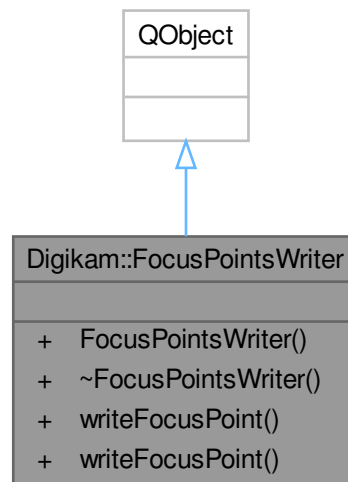 QObject
Digikam::FocusPointsWriter
+ FocusPointsWriter()
+ ~FocusPointsWriter()
+ writeFocusPoint()
+ writeFocusPoint()